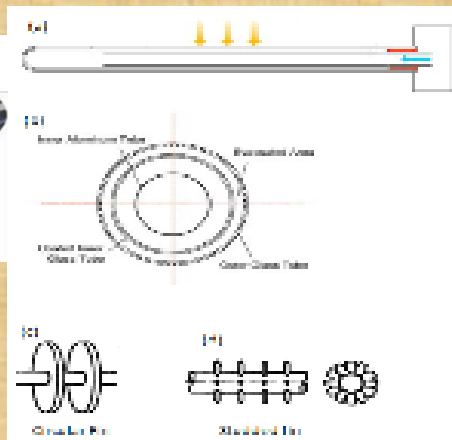 (a)
(b)
Inner Aluminum Tube
Evacuated Area
Coated Inner
Glass Tube
Outer Glass Tube
(c)
Circular Fin